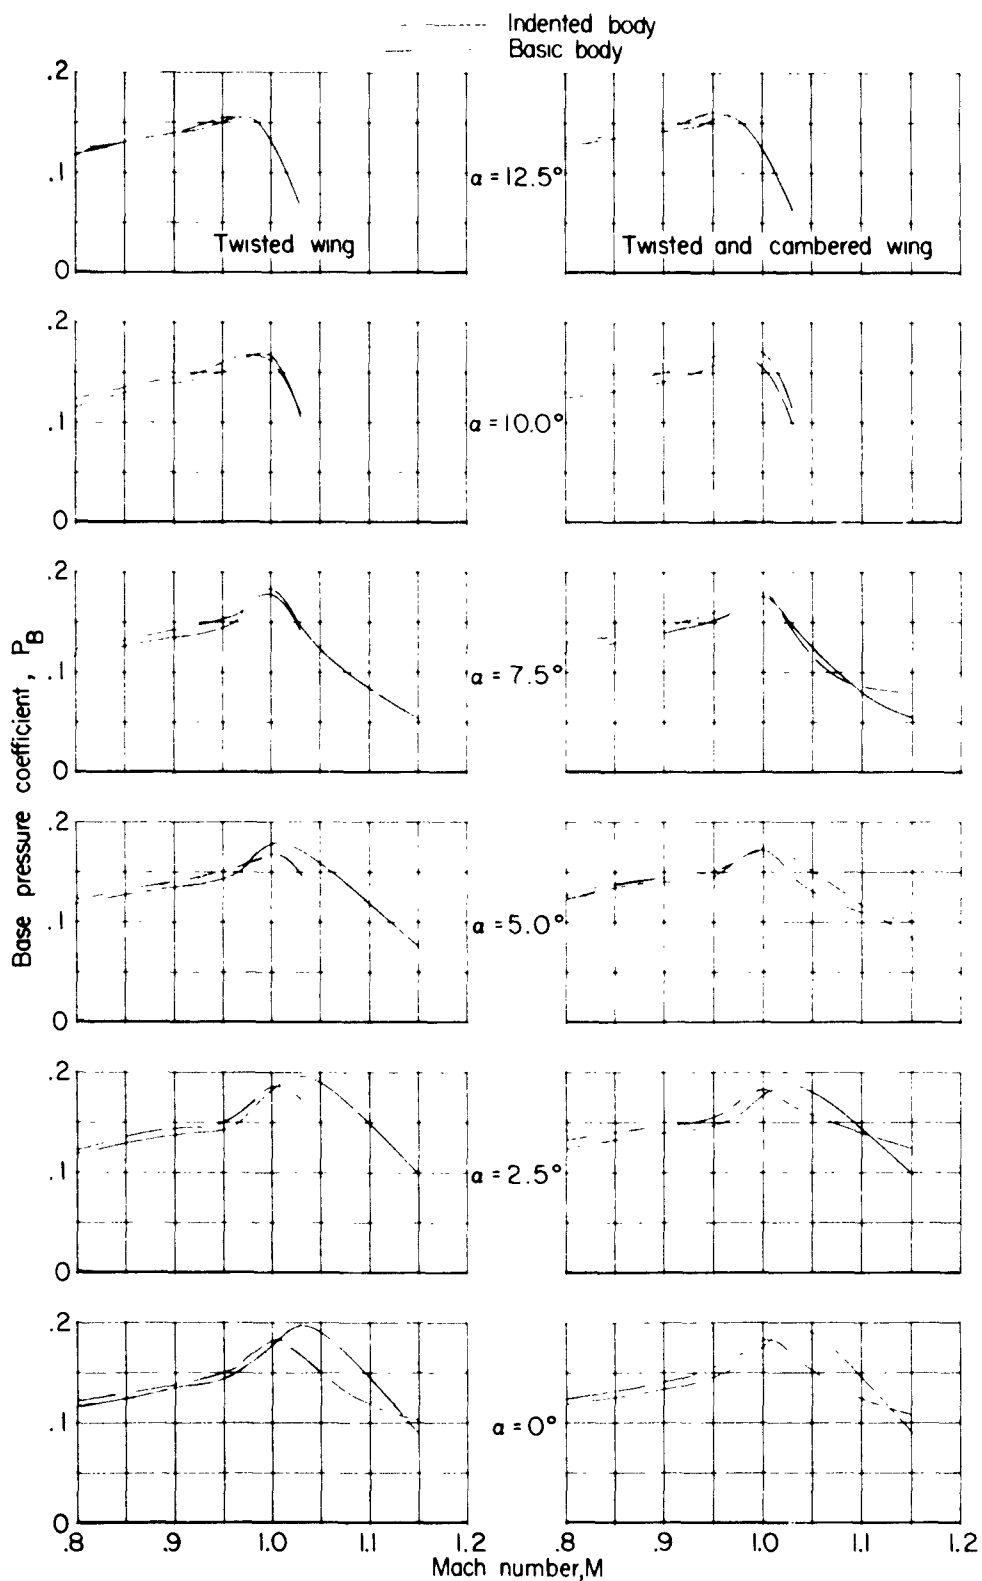 Indented body
Basic body
.2
.1
0
α = 12.5°
Twisted wing
Twisted and cambered wing
.2
.1
0
α = 10.0°
.2
.1
0
α = 7.5°
Base pressure coefficient, P_B
.2
.1
0
α = 5.0°
.2
.1
0
α = 2.5°
.2
.1
0
α = 0°
.8 .9 1.0 1.1 1.2 .8 .9 1.0 1.1 1.2
Mach number, M